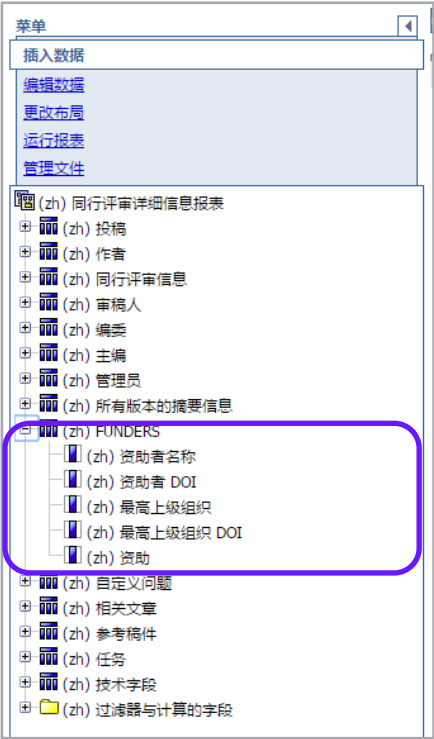 菜单
插入数据
编辑数据
更改布局
运行报表
管理文件
(zh) 同行评审详细信息报表
(zh) 投稿
(zh) 作者
(zh) 同行评审信息
(zh) 审稿人
(zh) 编委
(zh) 主编
(zh) 管理员
(zh) 所有版本的摘要信息
(zh) FUNDERS
(zh) 资助者名称
(zh) 资助者 DOI
(zh) 最高上级组织
(zh) 最高上级组织 DOI
(zh) 资助
(zh) 自定义问题
(zh) 相关文章
(zh) 参考稿件
(zh) 任务
(zh) 技术字段
(zh) 过滤器与计算的字段